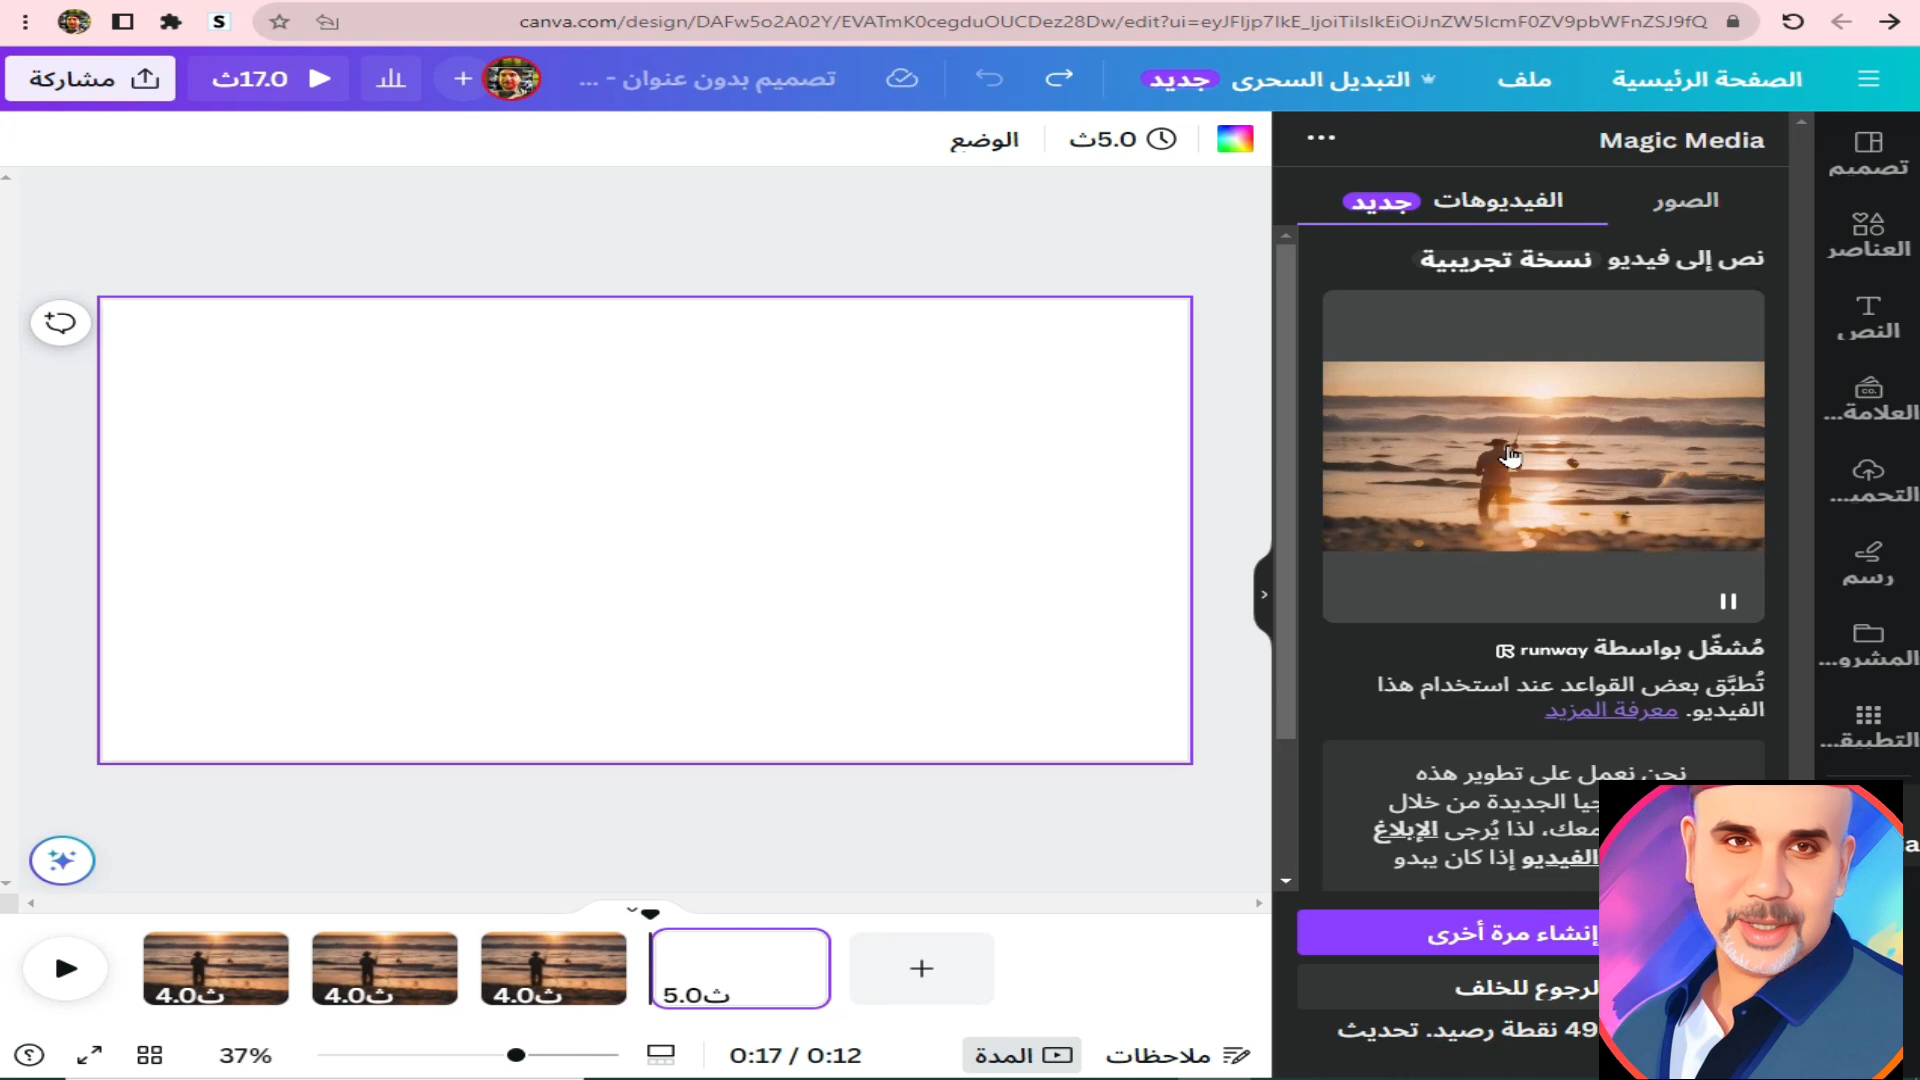 canva.com/design/DAFw5o2A02Y/EVATmK0cegduOUCDez28Dw/edit?ui=eyJFIjp7IkE_IjoiTiIsIkEiOiJnZW5lcmF0ZV9pbWFnZSJ9fQ
S
الصفحة الرئيسية
ملف
التبديل السحري جديد
تصميم بدون عنوان - ...
17.0ث
مشاركة
تصميم
العناصر
النص
العلامة...
التحميـ...
رسم
المشرو...
التطبيقـ...
Magic Media
الصور
الفيديوهات جديد
نص إلى فيديو نسخة تجريبية
مُشغّل بواسطة runway
تُطبَّق بعض القواعد عند استخدام هذا
الفيديو. معرفة المزيد
نحن نعمل على تطوير هذه
الجديدة من خلال
لذا يُرجى الإبلاغ
الفيديو إذا كان يبدو
إنشاء مرة أخرى
الرجوع للخلف
49 نقطة رصيد. تحديث
5.0ث
الوضع
4.0ث
4.0ث
4.0ث
5.0ث
ملاحظات
المدة
0:17 / 0:12
37%